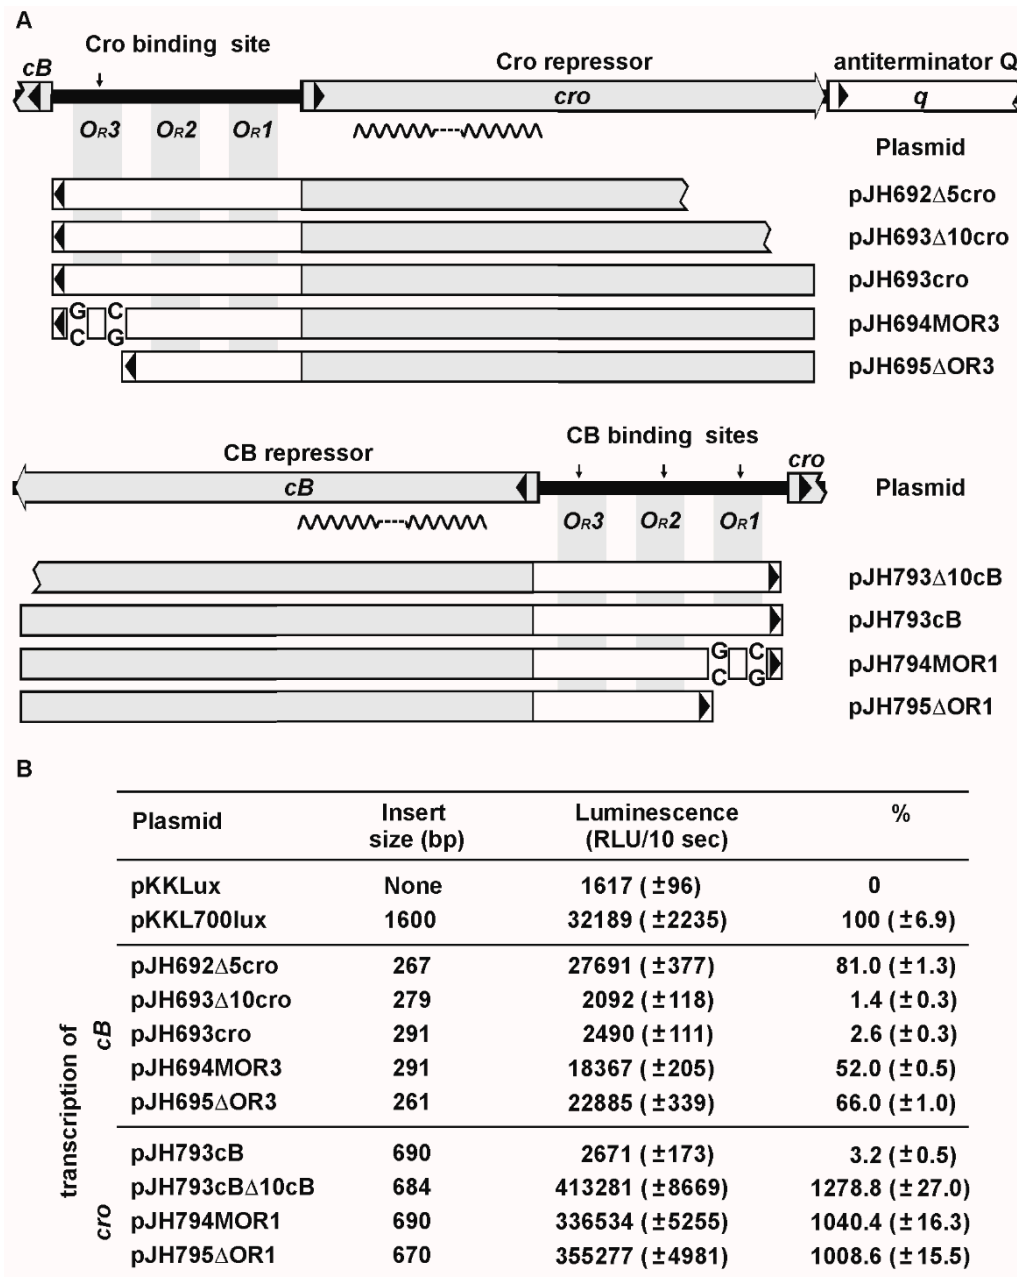 A
Cro binding site
cB
Cro repressor
antiterminator Q
cro
q
OR3 OR2 OR1
Plasmid
pJH692Δ5cro
pJH693Δ10cro
pJH693cro
G C
C G
pJH694MOR3
pJH695ΔOR3
CB repressor
CB binding sites
cro
cB
Plasmid
OR3 OR2 OR1
pJH793Δ10cB
pJH793cB
G C
C G
pJH794MOR1
pJH795ΔOR1
B
Plasmid Insert size (bp) Luminescence (RLU/10 sec) %
pKKLux None 1617 (±96) 0
pKKL700lux 1600 32189 (±2235) 100 (±6.9)
transcription of
cB
pJH692Δ5cro 267 27691 (±377) 81.0 (±1.3)
pJH693Δ10cro 279 2092 (±118) 1.4 (±0.3)
pJH693cro 291 2490 (±111) 2.6 (±0.3)
pJH694MOR3 291 18367 (±205) 52.0 (±0.5)
pJH695ΔOR3 261 22885 (±339) 66.0 (±1.0)
cro
pJH793cB 690 2671 (±173) 3.2 (±0.5)
pJH793cBΔ10cB 684 413281 (±8669) 1278.8 (±27.0)
pJH794MOR1 690 336534 (±5255) 1040.4 (±16.3)
pJH795ΔOR1 670 355277 (±4981) 1008.6 (±15.5)